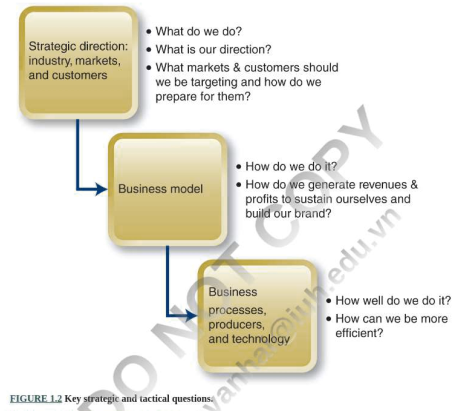 Strategic direction:
industry, markets,
and customers
• What do we do?
• What is our direction?
• What markets & customers should
we be targeting and how do we
prepare for them?
Business model
• How do we do it?
• How do we generate revenues &
profits to sustain ourselves and
build our brand?
Business
processes,
producers,
and technology
• How well do we do it?
• How can we be more
efficient?
DO NOT COPY
vanhai@iuh.edu.vn
FIGURE 1.2 Key strategic and tactical questions.